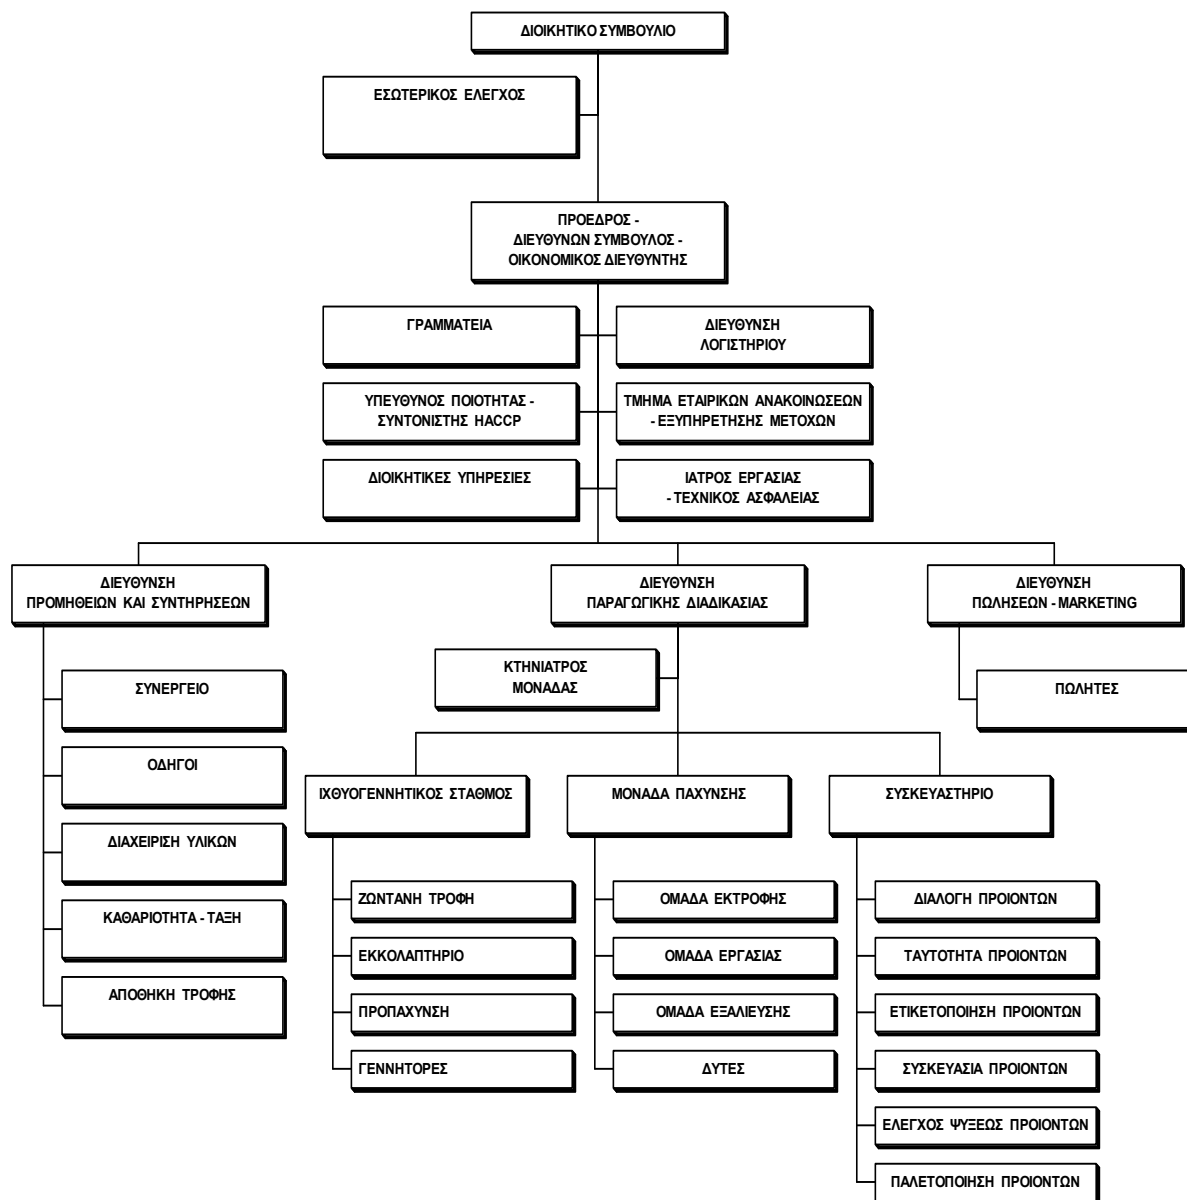 ΔΙΟΙΚΗΤΙΚΟ ΣΥΜΒΟΥΛΙΟ
ΕΣΩΤΕΡΙΚΟΣ ΕΛΕΓΧΟΣ
ΠΡΟΕΔΡΟΣ -
ΔΙΕΥΘΥΝΩΝ ΣΥΜΒΟΥΛΟΣ -
ΟΙΚΟΝΟΜΙΚΟΣ ΔΙΕΥΘΥΝΤΗΣ
ΓΡΑΜΜΑΤΕΙΑ
ΔΙΕΥΘΥΝΣΗ
ΛΟΓΙΣΤΗΡΙΟΥ
ΥΠΕΥΘΥΝΟΣ ΠΟΙΟΤΗΤΑΣ -
ΣΥΝΤΟΝΙΣΤΗΣ HACCP
ΤΜΗΜΑ ΕΤΑΙΡΙΚΩΝ ΑΝΑΚΟΙΝΩΣΕΩΝ
- ΕΞΥΠΗΡΕΤΗΣΗΣ ΜΕΤΟΧΩΝ
ΔΙΟΙΚΗΤΙΚΕΣ ΥΠΗΡΕΣΙΕΣ
ΙΑΤΡΟΣ ΕΡΓΑΣΙΑΣ
- ΤΕΧΝΙΚΟΣ ΑΣΦΑΛΕΙΑΣ
ΔΙΕΥΘΥΝΣΗ
ΠΡΟΜΗΘΕΙΩΝ ΚΑΙ ΣΥΝΤΗΡΗΣΕΩΝ
ΣΥΝΕΡΓΕΙΟ
ΟΔΗΓΟΙ
ΔΙΑΧΕΙΡΙΣΗ ΥΛΙΚΩΝ
ΚΑΘΑΡΙΟΤΗΤΑ - ΤΑΞΗ
ΑΠΟΘΗΚΗ ΤΡΟΦΗΣ
ΔΙΕΥΘΥΝΣΗ
ΠΑΡΑΓΩΓΙΚΗΣ ΔΙΑΔΙΚΑΣΙΑΣ
ΚΤΗΝΙΑΤΡΟΣ
ΜΟΝΑΔΑΣ
ΙΧΘΥΟΓΕΝΝΗΤΙΚΟΣ ΣΤΑΘΜΟΣ
ΖΩΝΤΑΝΗ ΤΡΟΦΗ
ΕΚΚΟΛΑΠΤΗΡΙΟ
ΠΡΟΠΑΧΥΝΣΗ
ΓΕΝΝΗΤΟΡΕΣ
ΜΟΝΑΔΑ ΠΑΧΥΝΣΗΣ
ΟΜΑΔΑ ΕΚΤΡΟΦΗΣ
ΟΜΑΔΑ ΕΡΓΑΣΙΑΣ
ΟΜΑΔΑ ΕΞΑΛΙΕΥΣΗΣ
ΔΥΤΕΣ
ΣΥΣΚΕΥΑΣΤΗΡΙΟ
ΔΙΑΛΟΓΗ ΠΡΟΙΟΝΤΩΝ
ΤΑΥΤΟΤΗΤΑ ΠΡΟΙΟΝΤΩΝ
ΕΤΙΚΕΤΟΠΟΙΗΣΗ ΠΡΟΙΟΝΤΩΝ
ΣΥΣΚΕΥΑΣΙΑ ΠΡΟΙΟΝΤΩΝ
ΕΛΕΓΧΟΣ ΨΥΞΕΩΣ ΠΡΟΙΟΝΤΩΝ
ΠΑΛΕΤΟΠΟΙΗΣΗ ΠΡΟΙΟΝΤΩΝ
ΔΙΕΥΘΥΝΣΗ
ΠΩΛΗΣΕΩΝ - MARKETING
ΠΩΛΗΤΕΣ